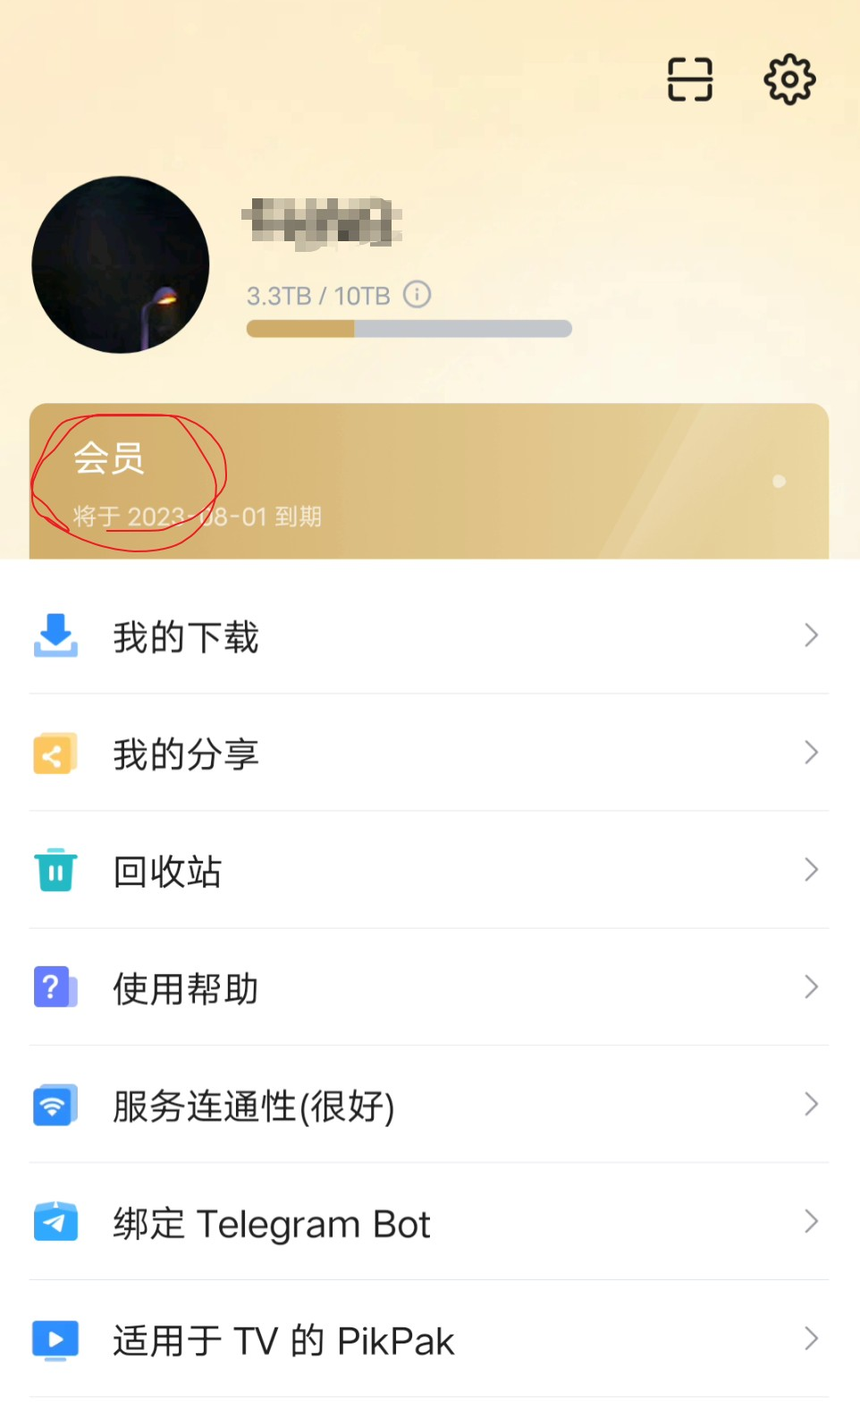 3.3TB / 10TB
会员
将于 2023-08-01 到期
我的下载
我的分享
回收站
使用帮助
服务连通性(很好)
绑定 Telegram Bot
适用于 TV 的 PikPak